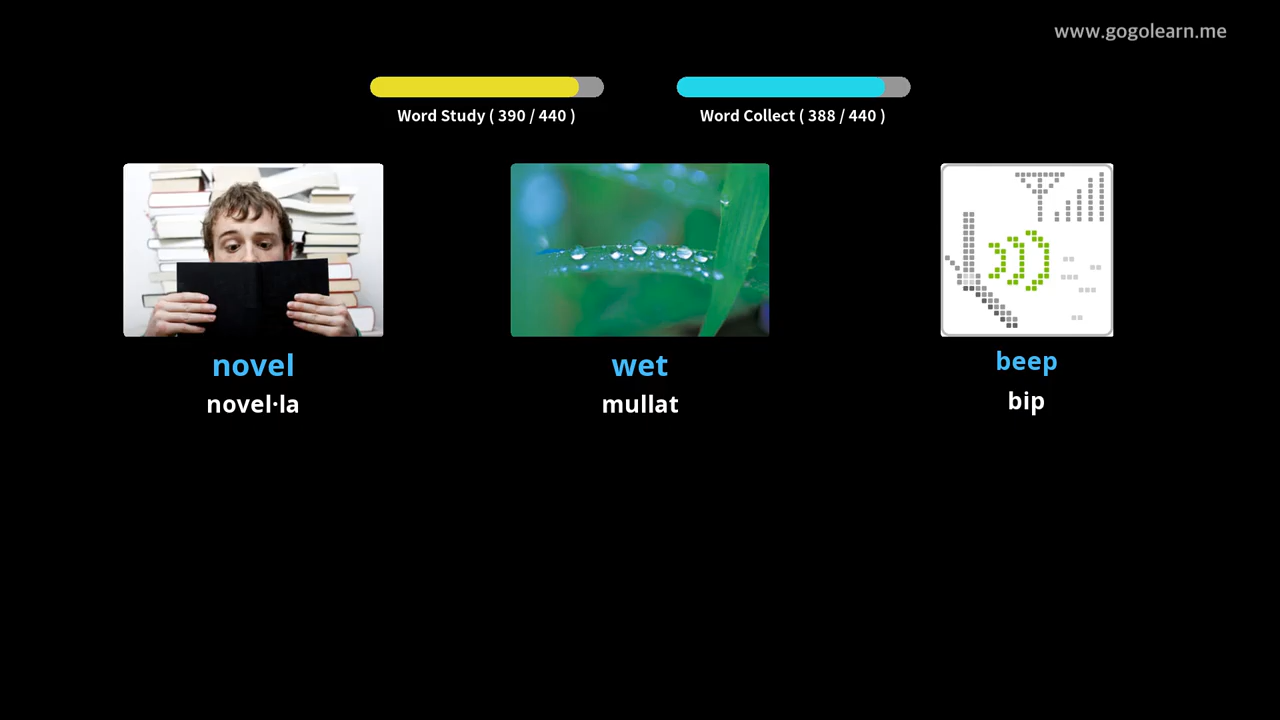 www.gogolearn.me
Word Study ( 390 / 440 )
Word Collect ( 388 / 440 )
novel
novel·la
wet
mullat
beep
bip